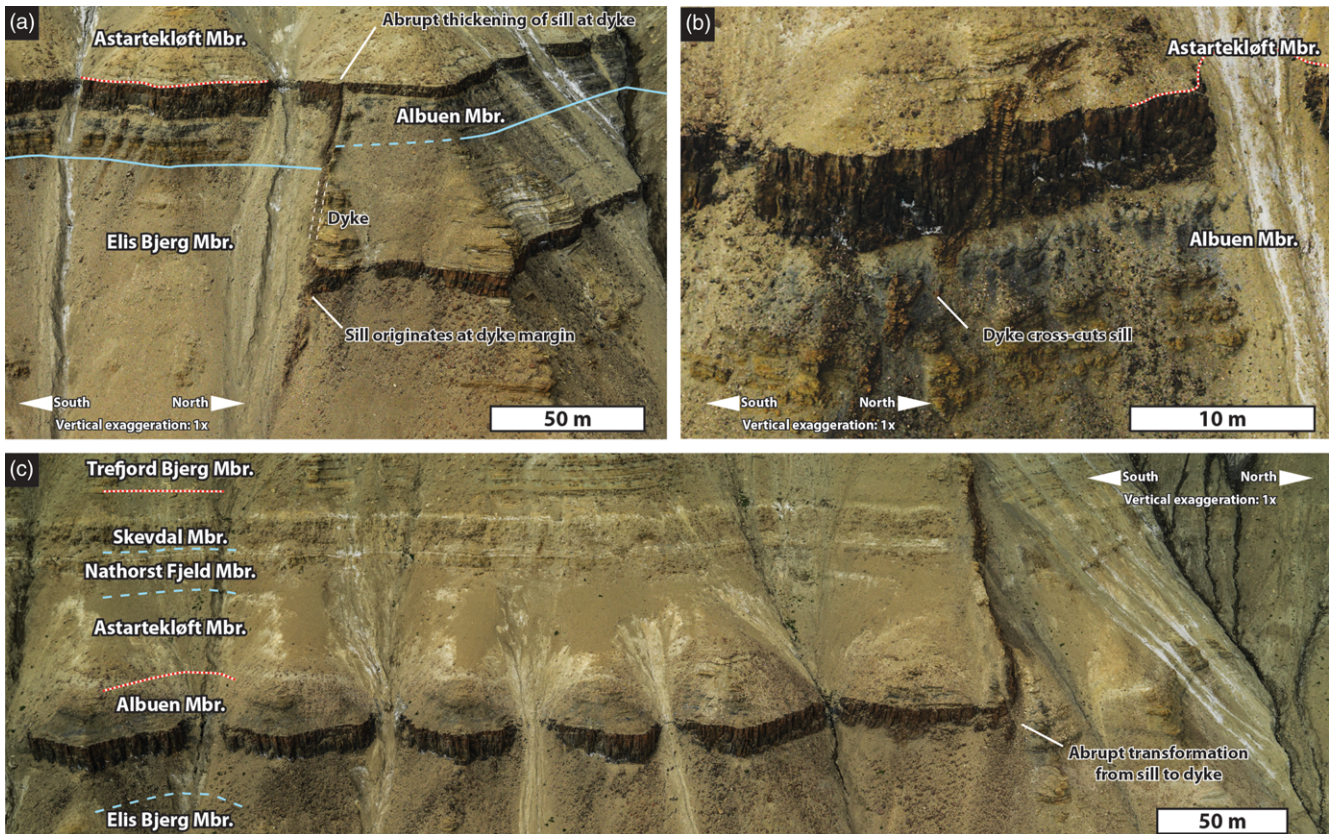 (a)
Abrupt thickening of sill at dyke
Astartekløft Mbr.
Albuen Mbr.
Dyke
Elis Bjerg Mbr.
Sill originates at dyke margin
South North
Vertical exaggeration: 1x
50 m
(b)
Astartekløft Mbr.
Albuen Mbr.
Dyke cross-cuts sill
South North
Vertical exaggeration: 1x
10 m
(c)
Trefjord Bjerg Mbr.
South North
Vertical exaggeration: 1x
Skevdal Mbr.
Nathorst Fjeld Mbr.
Astartekløft Mbr.
Albuen Mbr.
Abrupt transformation
from sill to dyke
Elis Bjerg Mbr.
50 m